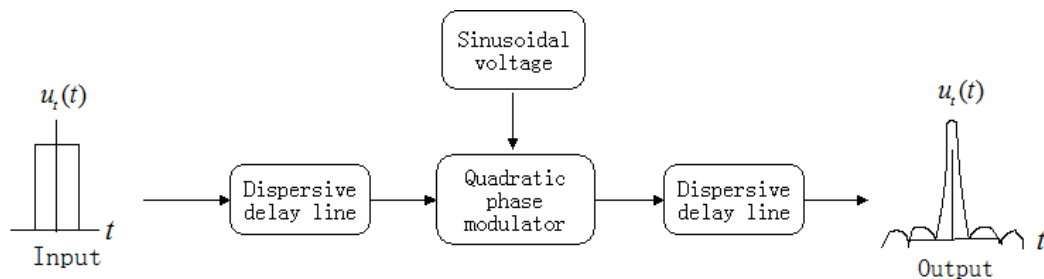 Sinusoidal
voltage
u_t(t)
t
Input
Dispersive
delay line
Quadratic
phase
modulator
Dispersive
delay line
u_t(t)
t
Output